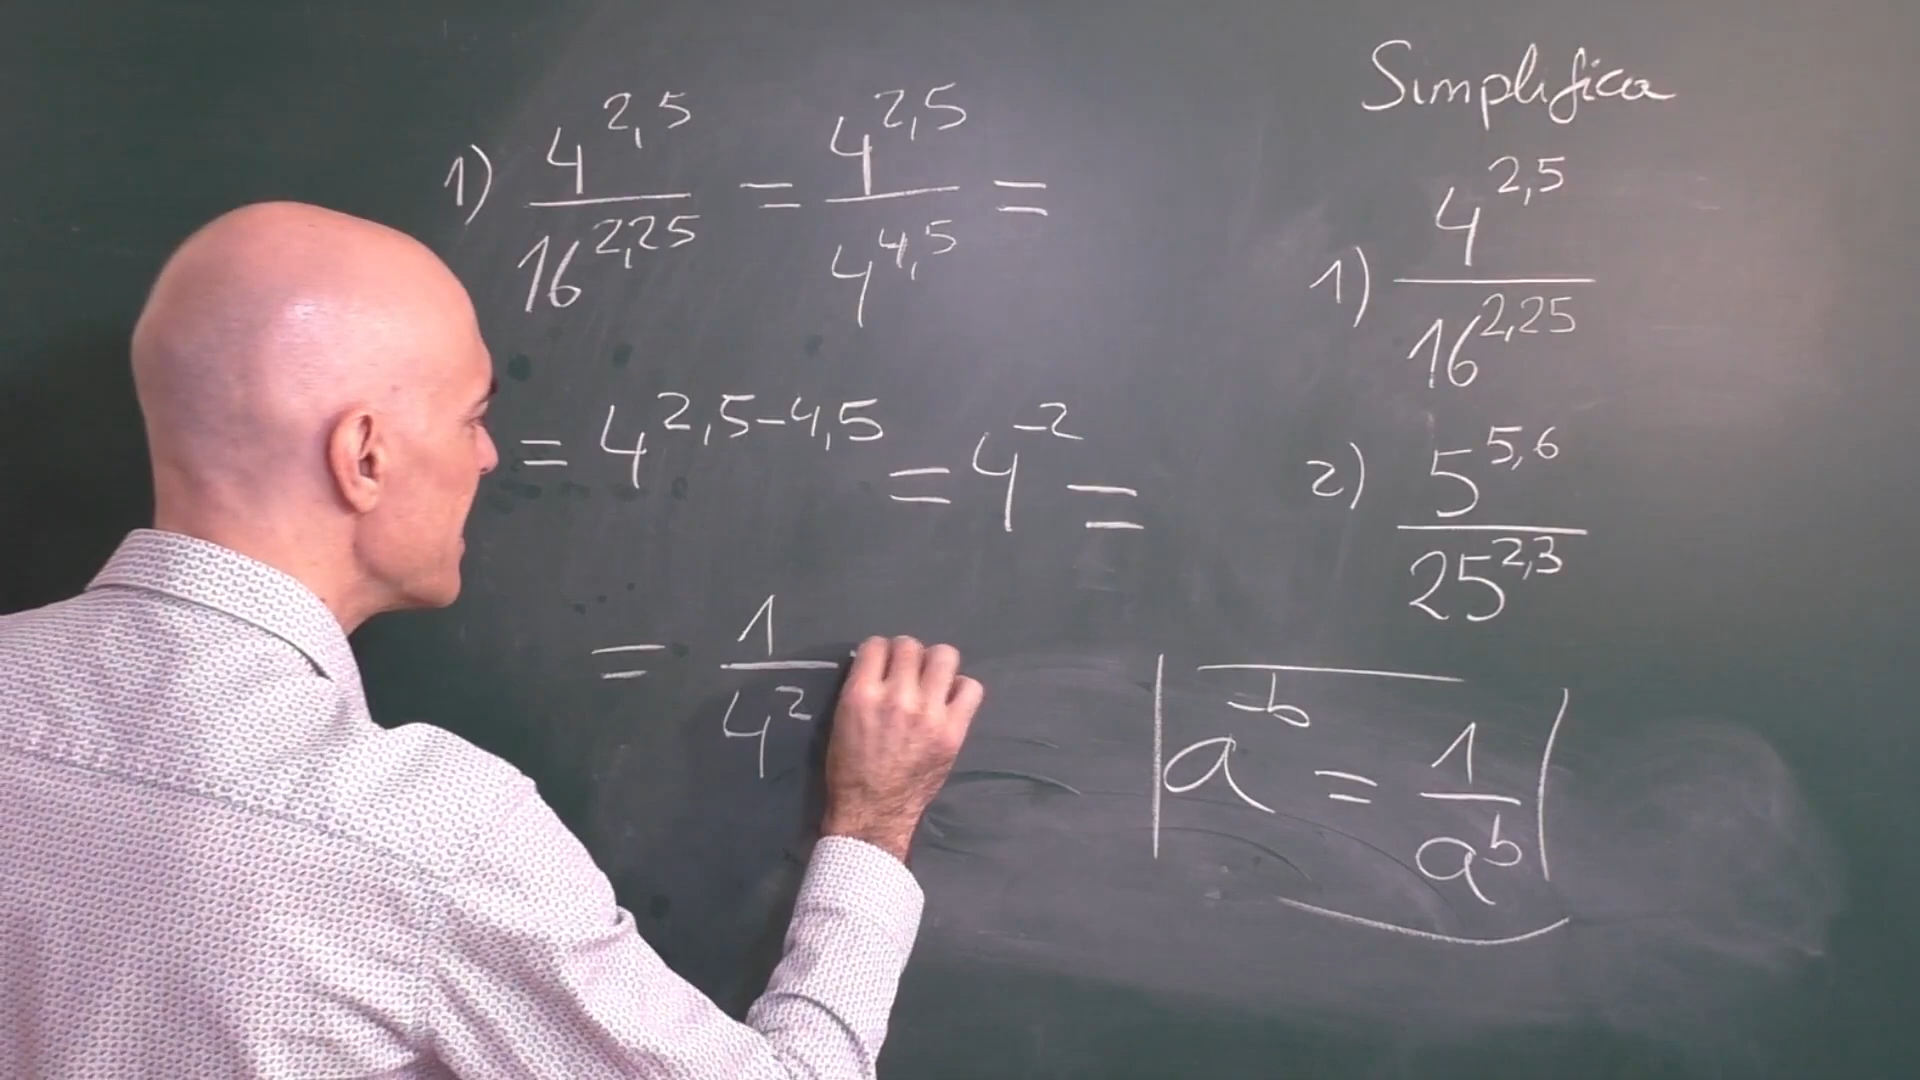 Simplifica
1) 4^2,5 / 16^2,25 = 4^2,5 / 4^4,5 =
= 4^2,5-4,5 = 4^-2 =
= 1 / 4^2
1) 4^2,5 / 16^2,25
2) 5^5,6 / 25^2,3
a^-b = 1 / a^b